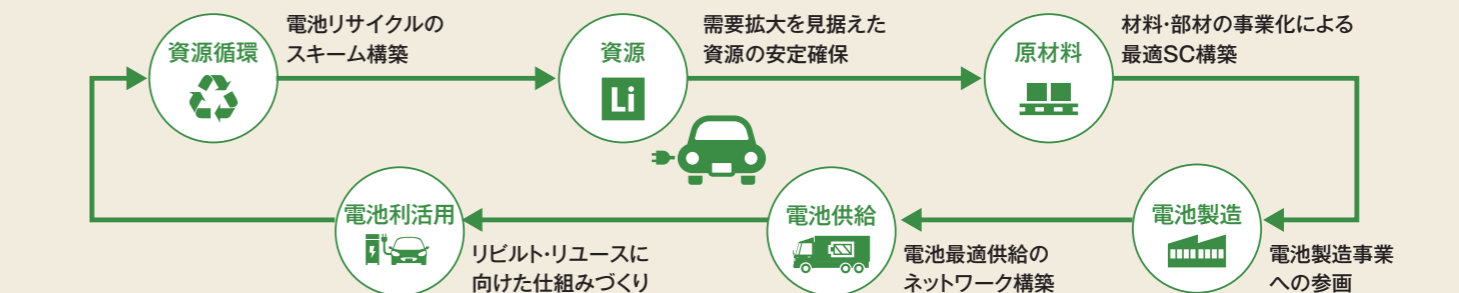 資源循環
電池リサイクルの
スキーム構築
資源
Li
需要拡大を見据えた
資源の安定確保
原材料
材料・部材の事業化による
最適SC構築
電池製造
電池製造事業
への参画
電池供給
電池最適供給の
ネットワーク構築
電池利活用
リビルト・リユースに
向けた仕組みづくり